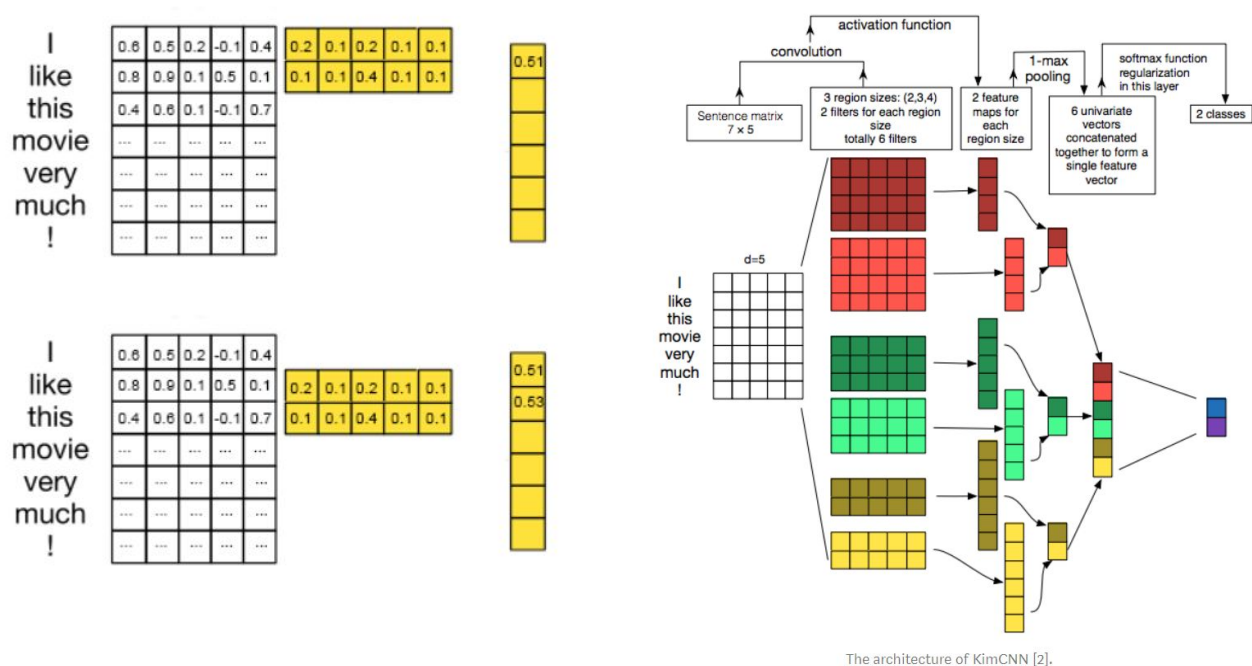 I
like
this
movie
very
much
!
0.6 0.5 0.2 -0.1 0.4
0.8 0.9 0.1 0.5 0.1
0.4 0.6 0.1 -0.1 0.7
... ... ... ... ...
... ... ... ... ...
... ... ... ... ...
... ... ... ... ...
0.2 0.1 0.2 0.1 0.1
0.1 0.1 0.4 0.1 0.1
0.51
I
like
this
movie
very
much
!
0.6 0.5 0.2 -0.1 0.4
0.8 0.9 0.1 0.5 0.1
0.4 0.6 0.1 -0.1 0.7
... ... ... ... ...
... ... ... ... ...
... ... ... ... ...
... ... ... ... ...
0.2 0.1 0.2 0.1 0.1
0.1 0.1 0.4 0.1 0.1
0.51
0.53
activation function
convolution
1-max
pooling
softmax function
regularization
in this layer
Sentence matrix
7 × 5
3 region sizes: (2,3,4)
2 filters for each region
size
totally 6 filters
2 feature
maps for
each
region size
6 univariate
vectors
concatenated
together to form a
single feature
vector
2 classes
d=5
I
like
this
movie
very
much
!
The architecture of KimCNN [2].